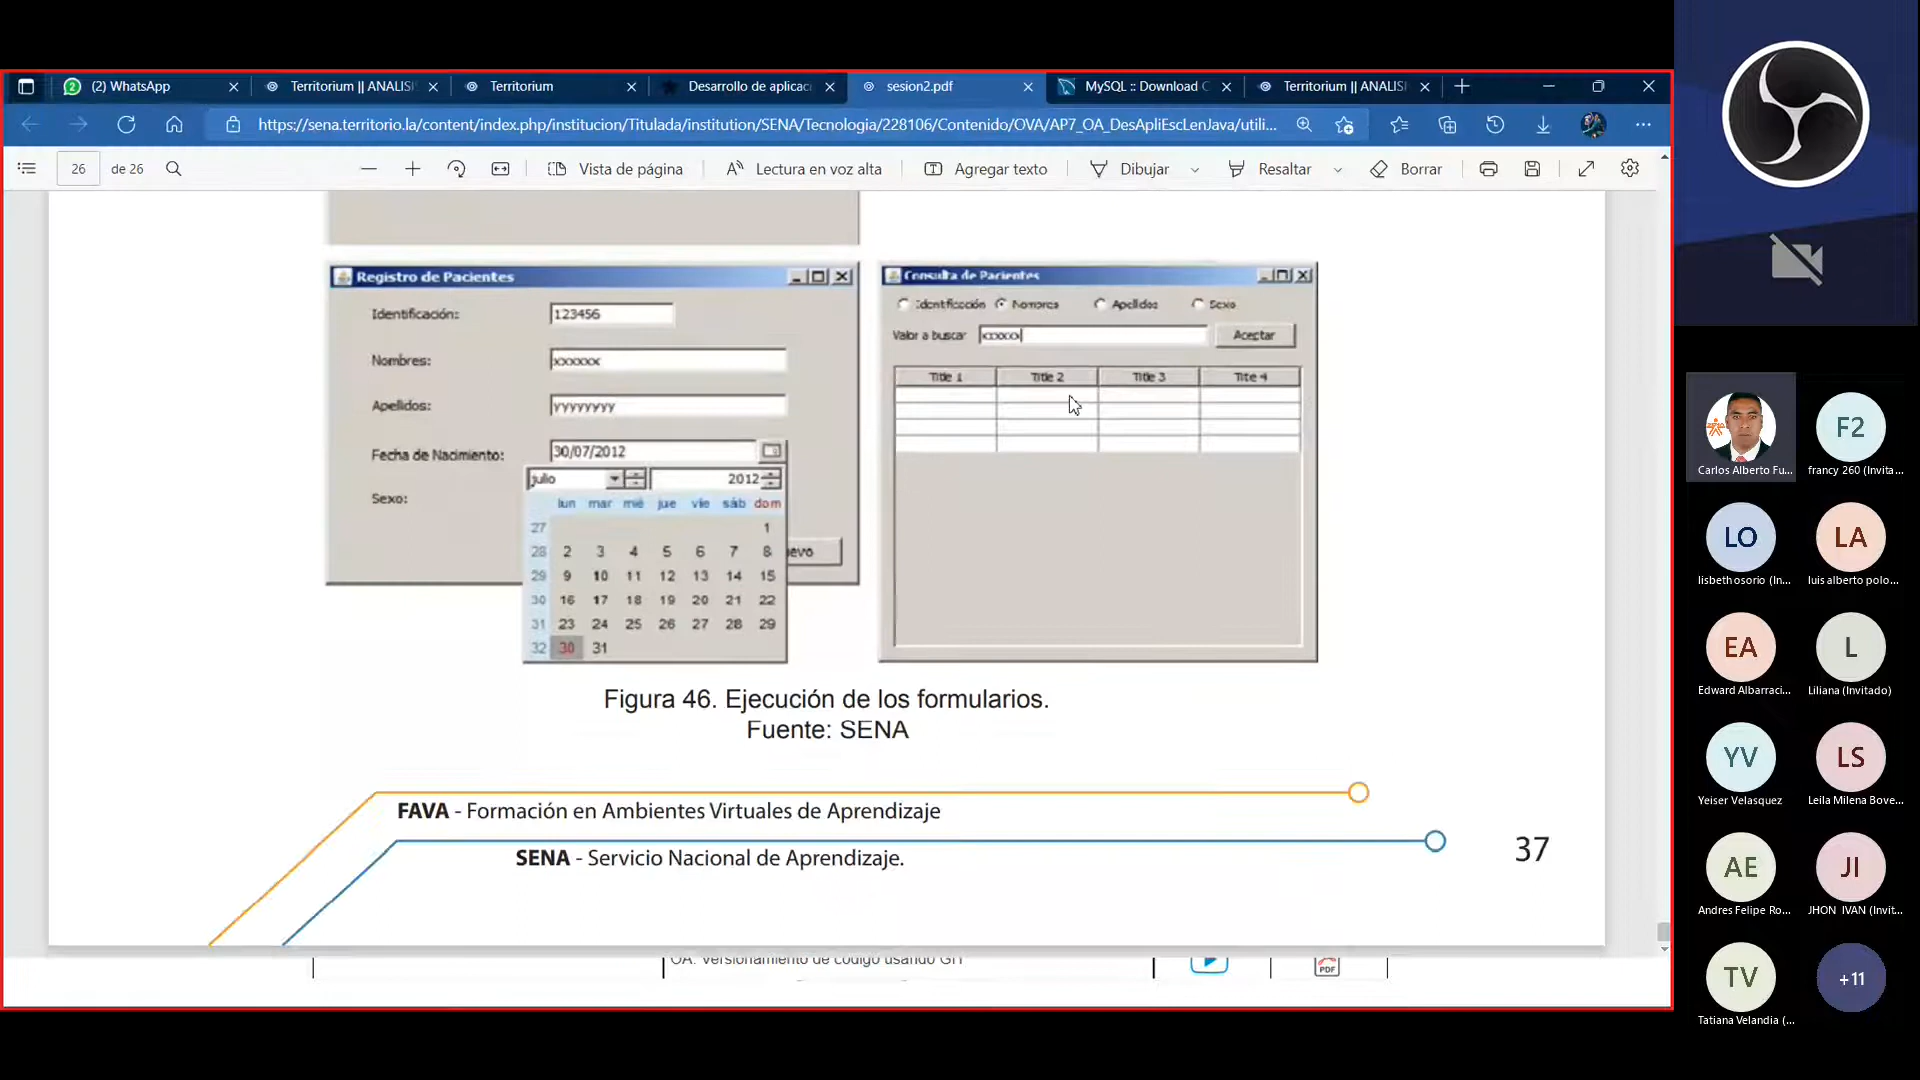 (2) WhatsApp
Territorium || ANALISI
Territorium
Desarrollo de aplicac
sesion2.pdf
MySQL :: Download C
Territorium || ANALISI
https://sena.territorio.la/content/index.php/institucion/Titulada/institution/SENA/Tecnologia/228106/Contenido/OVA/AP7_OA_DesApliEscLenJava/utili...
26 de 26
Vista de página
Lectura en voz alta
Agregar texto
Dibujar
Resaltar
Borrar
Registro de Pacientes
Identificación: 123456
Nombres: xxxxxxx
Apellidos: yyyyyyyy
Fecha de Nacimiento: 30/07/2012
julio 2012
lun mar mié jue vie sáb dom
27 1
28 2 3 4 5 6 7 8
29 9 10 11 12 13 14 15
30 16 17 18 19 20 21 22
31 23 24 25 26 27 28 29
32 30 31
Sexo:
evo
Consulta de Pacientes
Identificación Nombres Apellidos Sexo
Valor a buscar Aceptar
Title 1 Title 2 Title 3 Title 4
Figura 46. Ejecución de los formularios.
Fuente: SENA
FAVA - Formación en Ambientes Virtuales de Aprendizaje
SENA - Servicio Nacional de Aprendizaje.
37
OA. Versionamiento de código usando GIT
PDF
Carlos Alberto Fu...
F2
francy 260 (Invita...
LO
lisbeth osorio (In...
LA
luis alberto polo...
EA
Edward Albarraci...
L
Liliana (Invitado)
YV
Yeiser Velasquez
LS
Leila Milena Bove...
AE
Andres Felipe Ro...
JI
JHON IVAN (Invit...
TV
Tatiana Velandia (...
+11